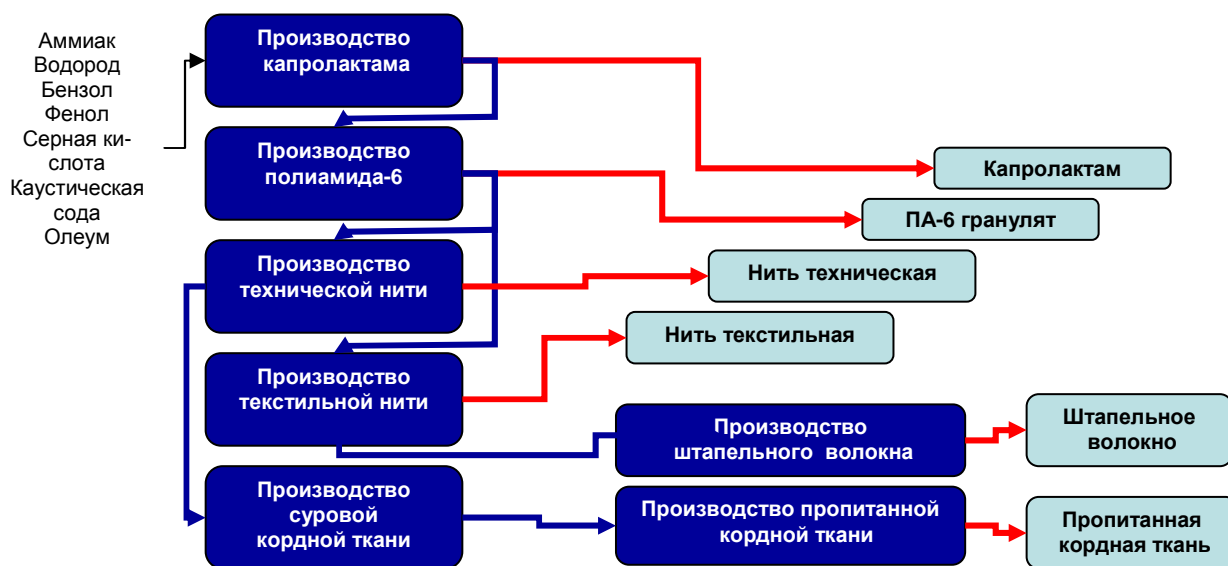 Аммиак
Водород
Бензол
Фенол
Серная ки-
слота
Каустическая
сода
Олеум
Производство
капролактама
Производство
полиамида-6
Производство
технической нити
Производство
текстильной нити
Производство
суровой
кордной ткани
Производство
штапельного волокна
Производство пропитанной
кордной ткани
Капролактам
ПА-6 гранулят
Нить техническая
Нить текстильная
Штапельное
волокно
Пропитанная
кордная ткань